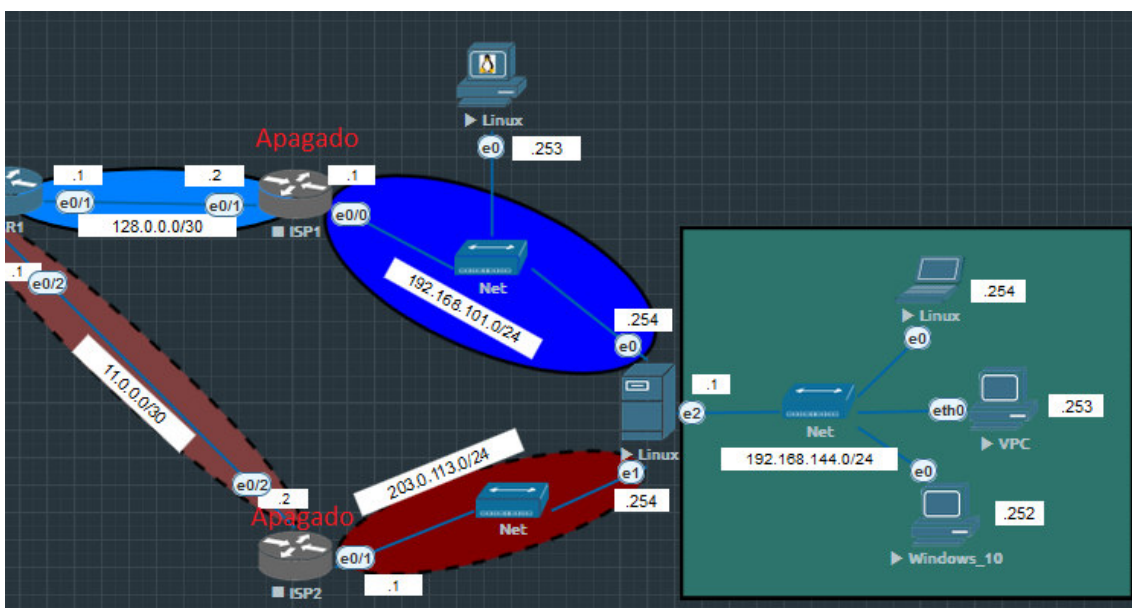 Linux
e0
.253
Apagado
.1
.2
.1
e0/1
e0/1
e0/0
R1
128.0.0.0/30
ISP1
Net
192.168.101.0/24
.254
e0
.1
e0/2
11.0.0.0/30
e0/2
.2
Apagado
ISP2
e0/1
.1
203.0.113.0/24
Net
e1
.254
Linux
e2
.1
Net
192.168.144.0/24
.254
Linux
e0
eth0
.253
VPC
e0
.252
Windows_10